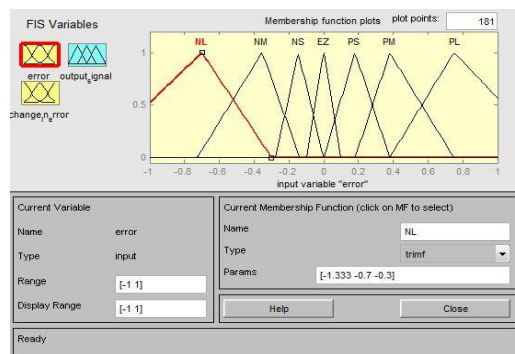 FIS Variables
Membership function plots plot points: 181
error output_signal
change_in_error
NL NM NS EZ PS PM PL
1
0.5
0
-1 -0.8 -0.6 -0.4 -0.2 0 0.2 0.4 0.6 0.8 1
input variable "error"
Current Variable
Name error
Type input
Range [-1 1]
Display Range [-1 1]
Current Membership Function (click on MF to select)
Name NL
Type trimf
Params [-1.333 -0.7 -0.3]
Help Close
Ready